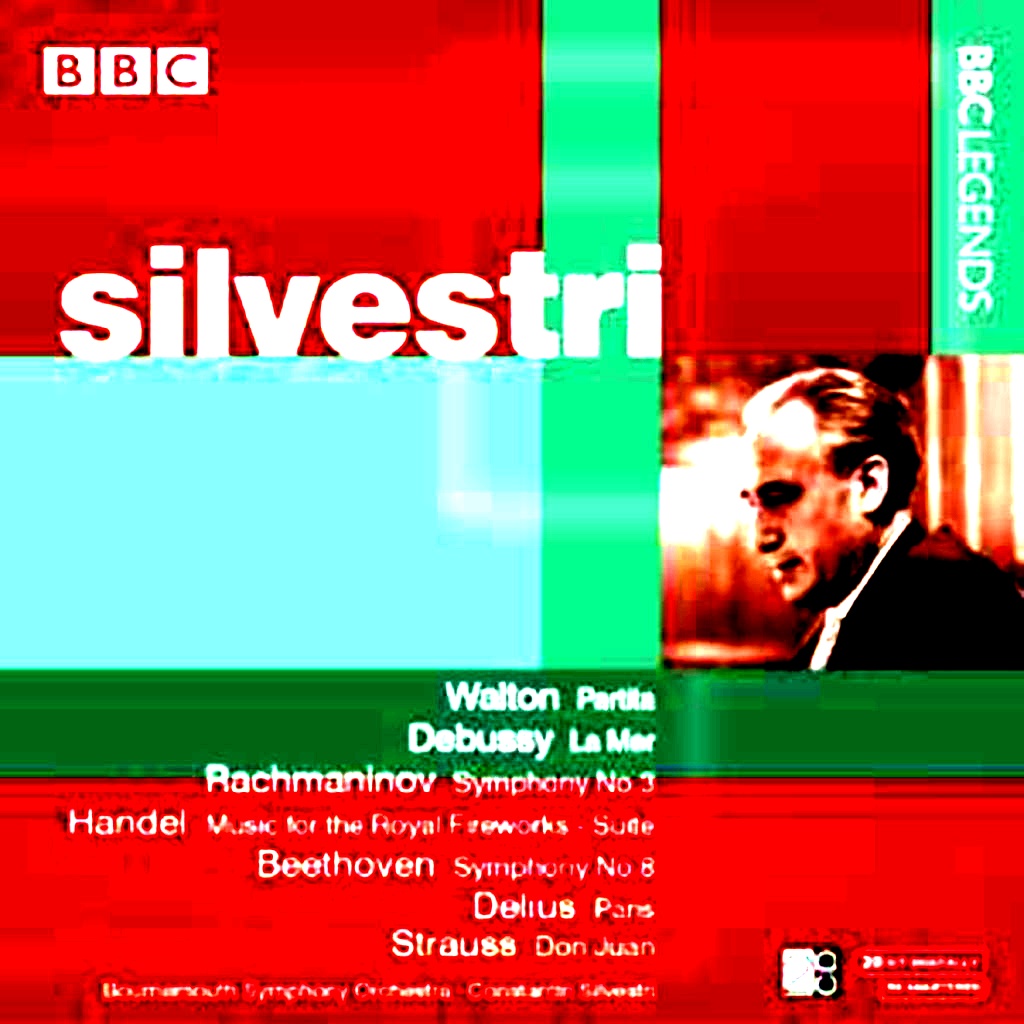 BBC
BBC LEGENDS
silvestri
Walton Partita
Debussy La Mer
Rachmaninov Symphony No 3
Handel Music for the Royal Fireworks - Suite
Beethoven Symphony No 8
Delius Paris
Strauss Don Juan
Bournemouth Symphony Orchestra · Constantin Silvestri